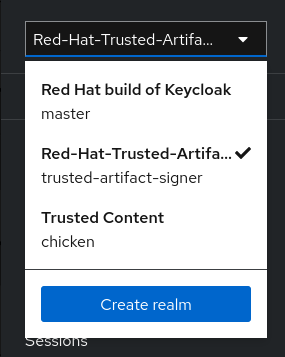 Red-Hat-Trusted-Artifa...
Red Hat build of Keycloak
master
Red-Hat-Trusted-Artifa...
trusted-artifact-signer
Trusted Content
chicken
Create realm
Sessions